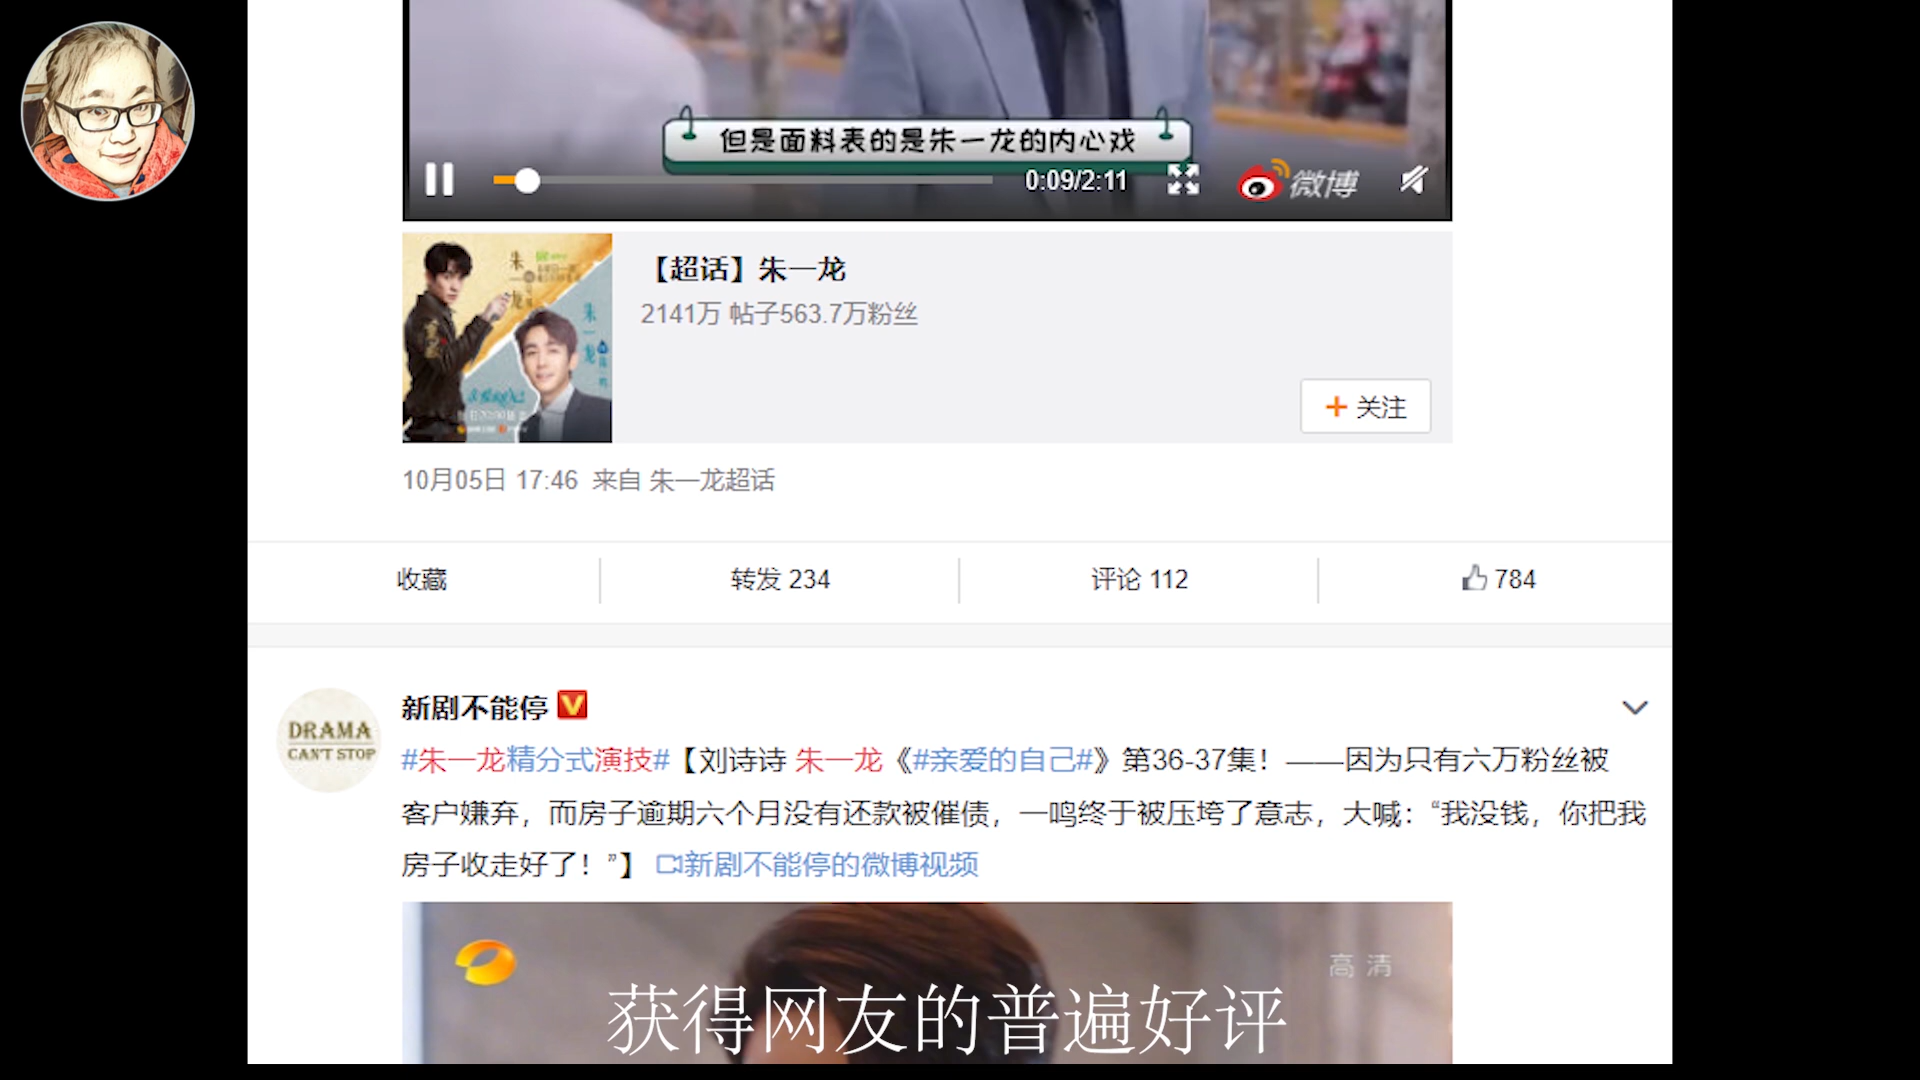 但是面料表的是朱一龙的内心戏
0:09/2:11
微博
朱一龙
朱一龙
【超话】朱一龙
2141万 帖子563.7万粉丝
+ 关注
10月05日 17:46 来自 朱一龙超话
收藏
转发 234
评论 112
784
DRAMA
CAN'T STOP
新剧不能停 V
#朱一龙精分式演技#【刘诗诗 朱一龙《#亲爱的自己#》第36-37集！——因为只有六万粉丝被
客户嫌弃，而房子逾期六个月没有还款被催债，一鸣终于被压垮了意志，大喊：“我没钱，你把我
房子收走好了！”】 新剧不能停的微博视频
高清
获得网友的普遍好评